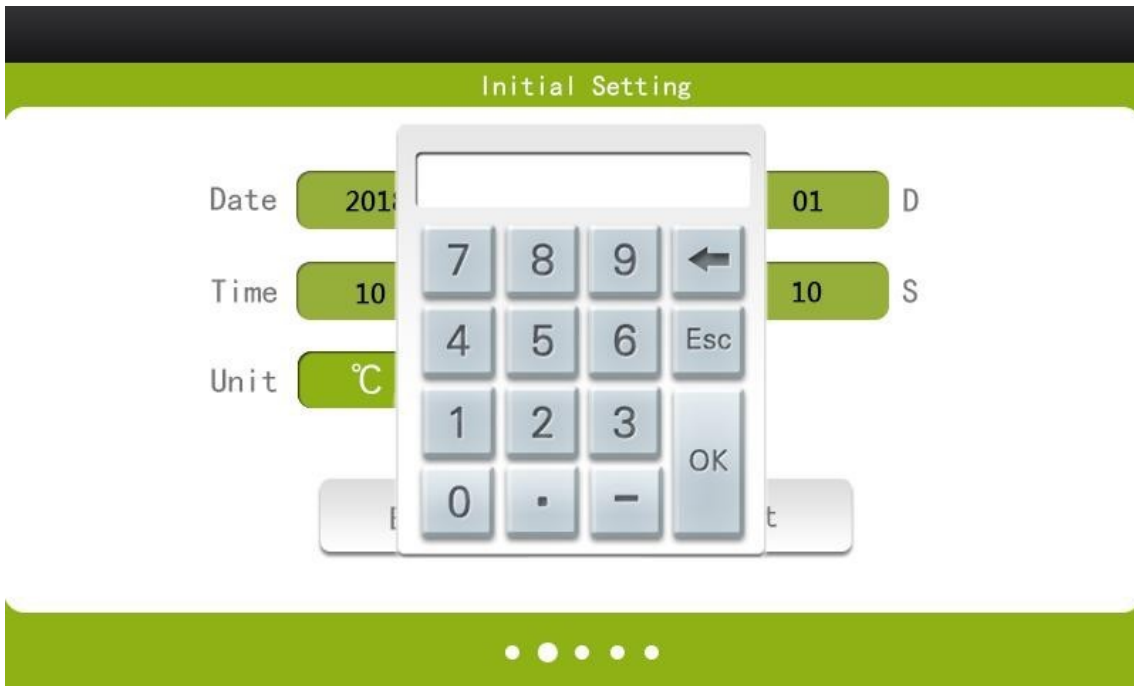 Initial Setting
Date 2018 01 D
7 8 9
Time 10 10 S
4 5 6 Esc
Unit ℃
1 2 3
OK
0 . −